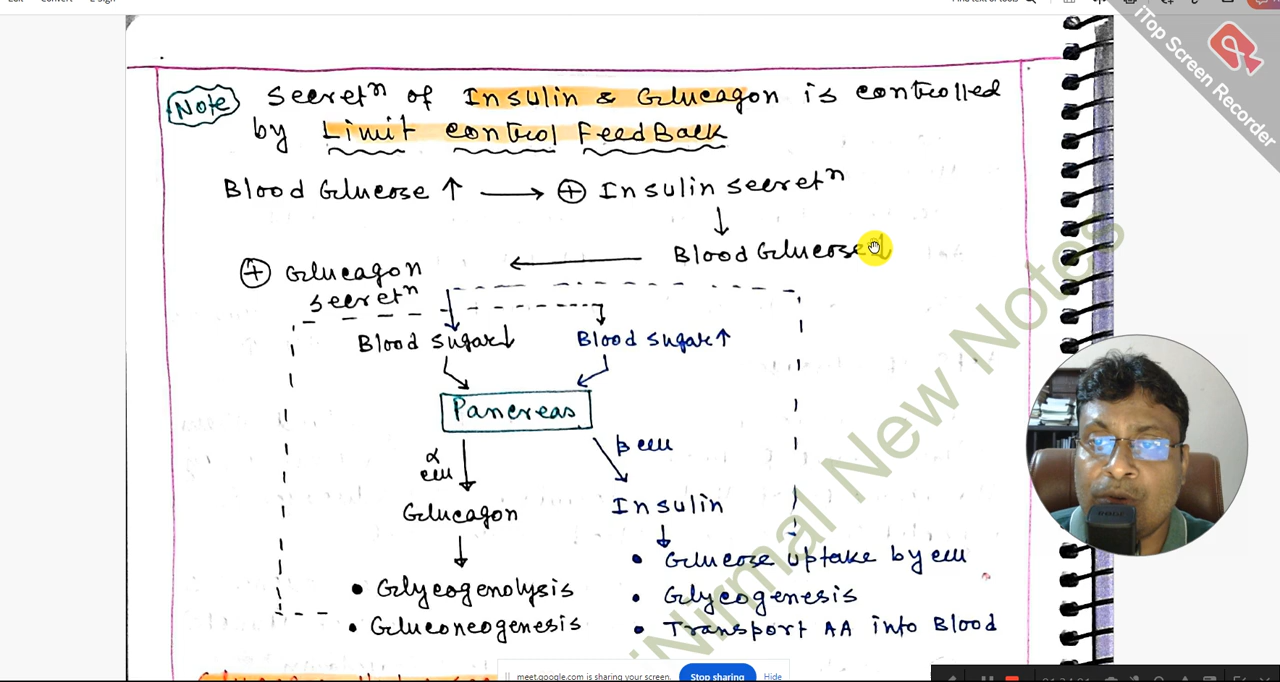 iTop Screen Recorder
Note Secretⁿ of Insulin & Glucagon is controlled
by Limit control FeedBack
Blood Glucose ↑ → ⊕ Insulin secretⁿ
↓
Blood Glucose ↓
←
⊕ Glucagon
secretⁿ
Blood sugar↓ Blood sugar↑
Pancreas
α cell β cell
Glucagon Insulin
↓ ↓
• Glucose uptake by cell
• Glycogenolysis • Glycogenesis
• Gluconeogenesis • Transport AA into Blood
Nirmal New Notes
meet.google.com is sharing your screen. Stop sharing Hide